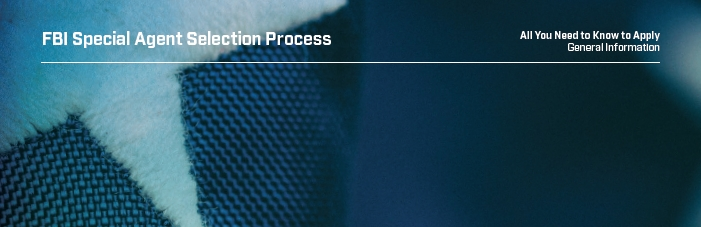 FBI Special Agent Selection Process
All You Need to Know to Apply
General Information